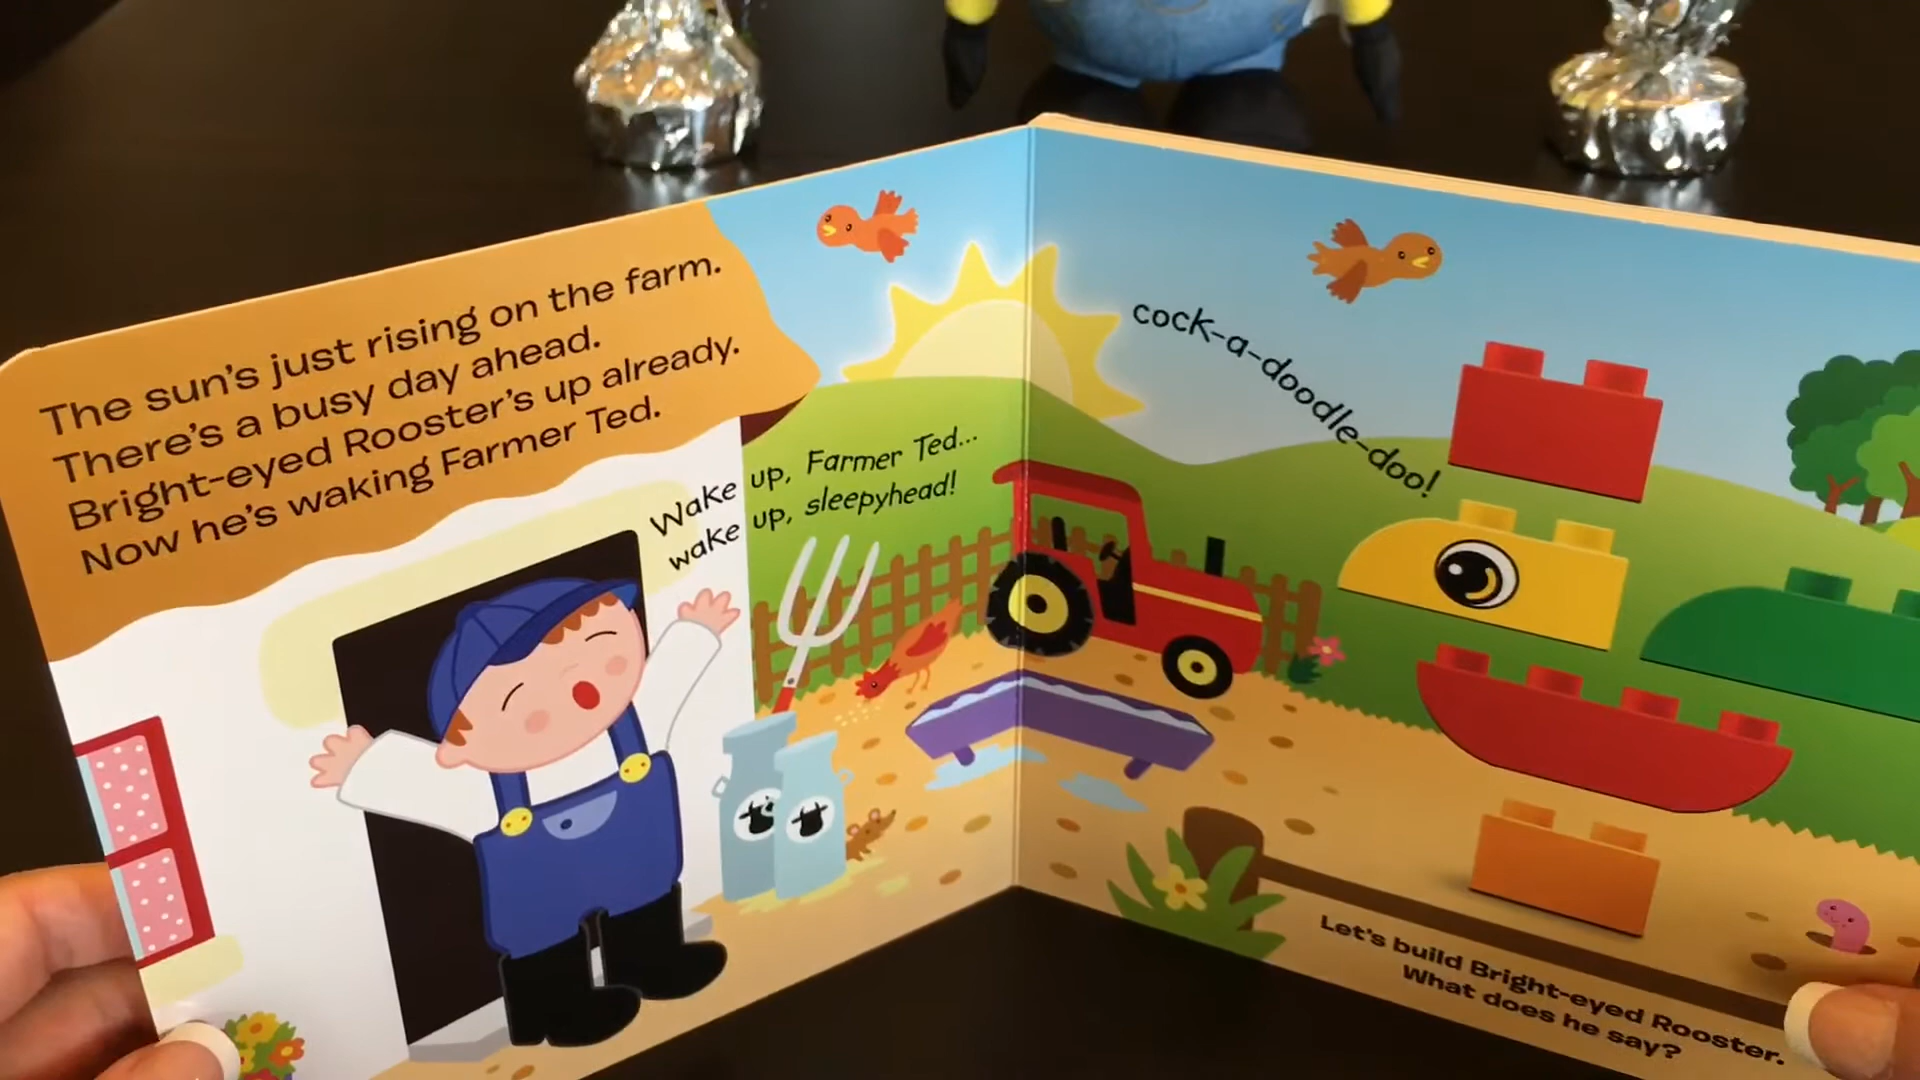 The sun's just rising on the farm.
There's a busy day ahead.
Bright-eyed Rooster's up already.
Now he's waking Farmer Ted.
Wake up, Farmer Ted...
wake up, sleepyhead!
cock-a-doodle-doo!
Let's build Bright-eyed Rooster.
What does he say?